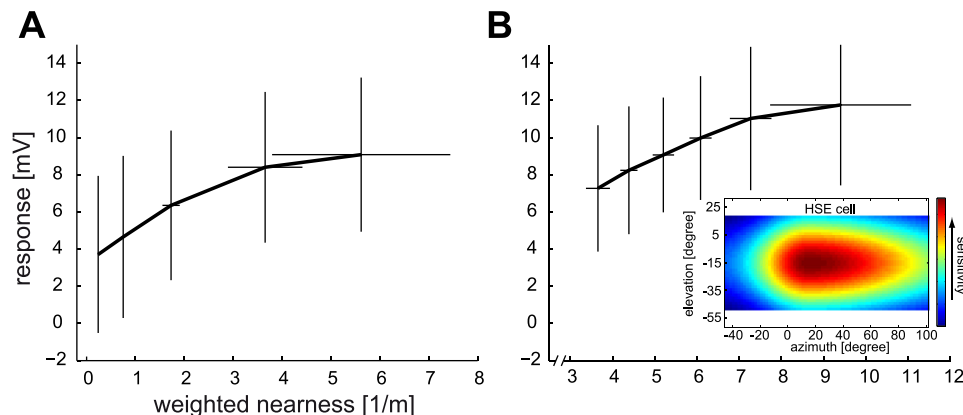 A
B
14
12
10
8
6
4
2
0
−2
response [mV]
0 1 2 3 4 5 6 7 8
weighted nearness [1/m]
14
12
10
8
6
4
2
0
−2
3 4 5 6 7 8 9 10 11 12
HSE cell
25
5
-15
-35
-55
elevation [degree]
-40 -20 0 20 40 60 80 100
azimuth [degree]
sensitivity